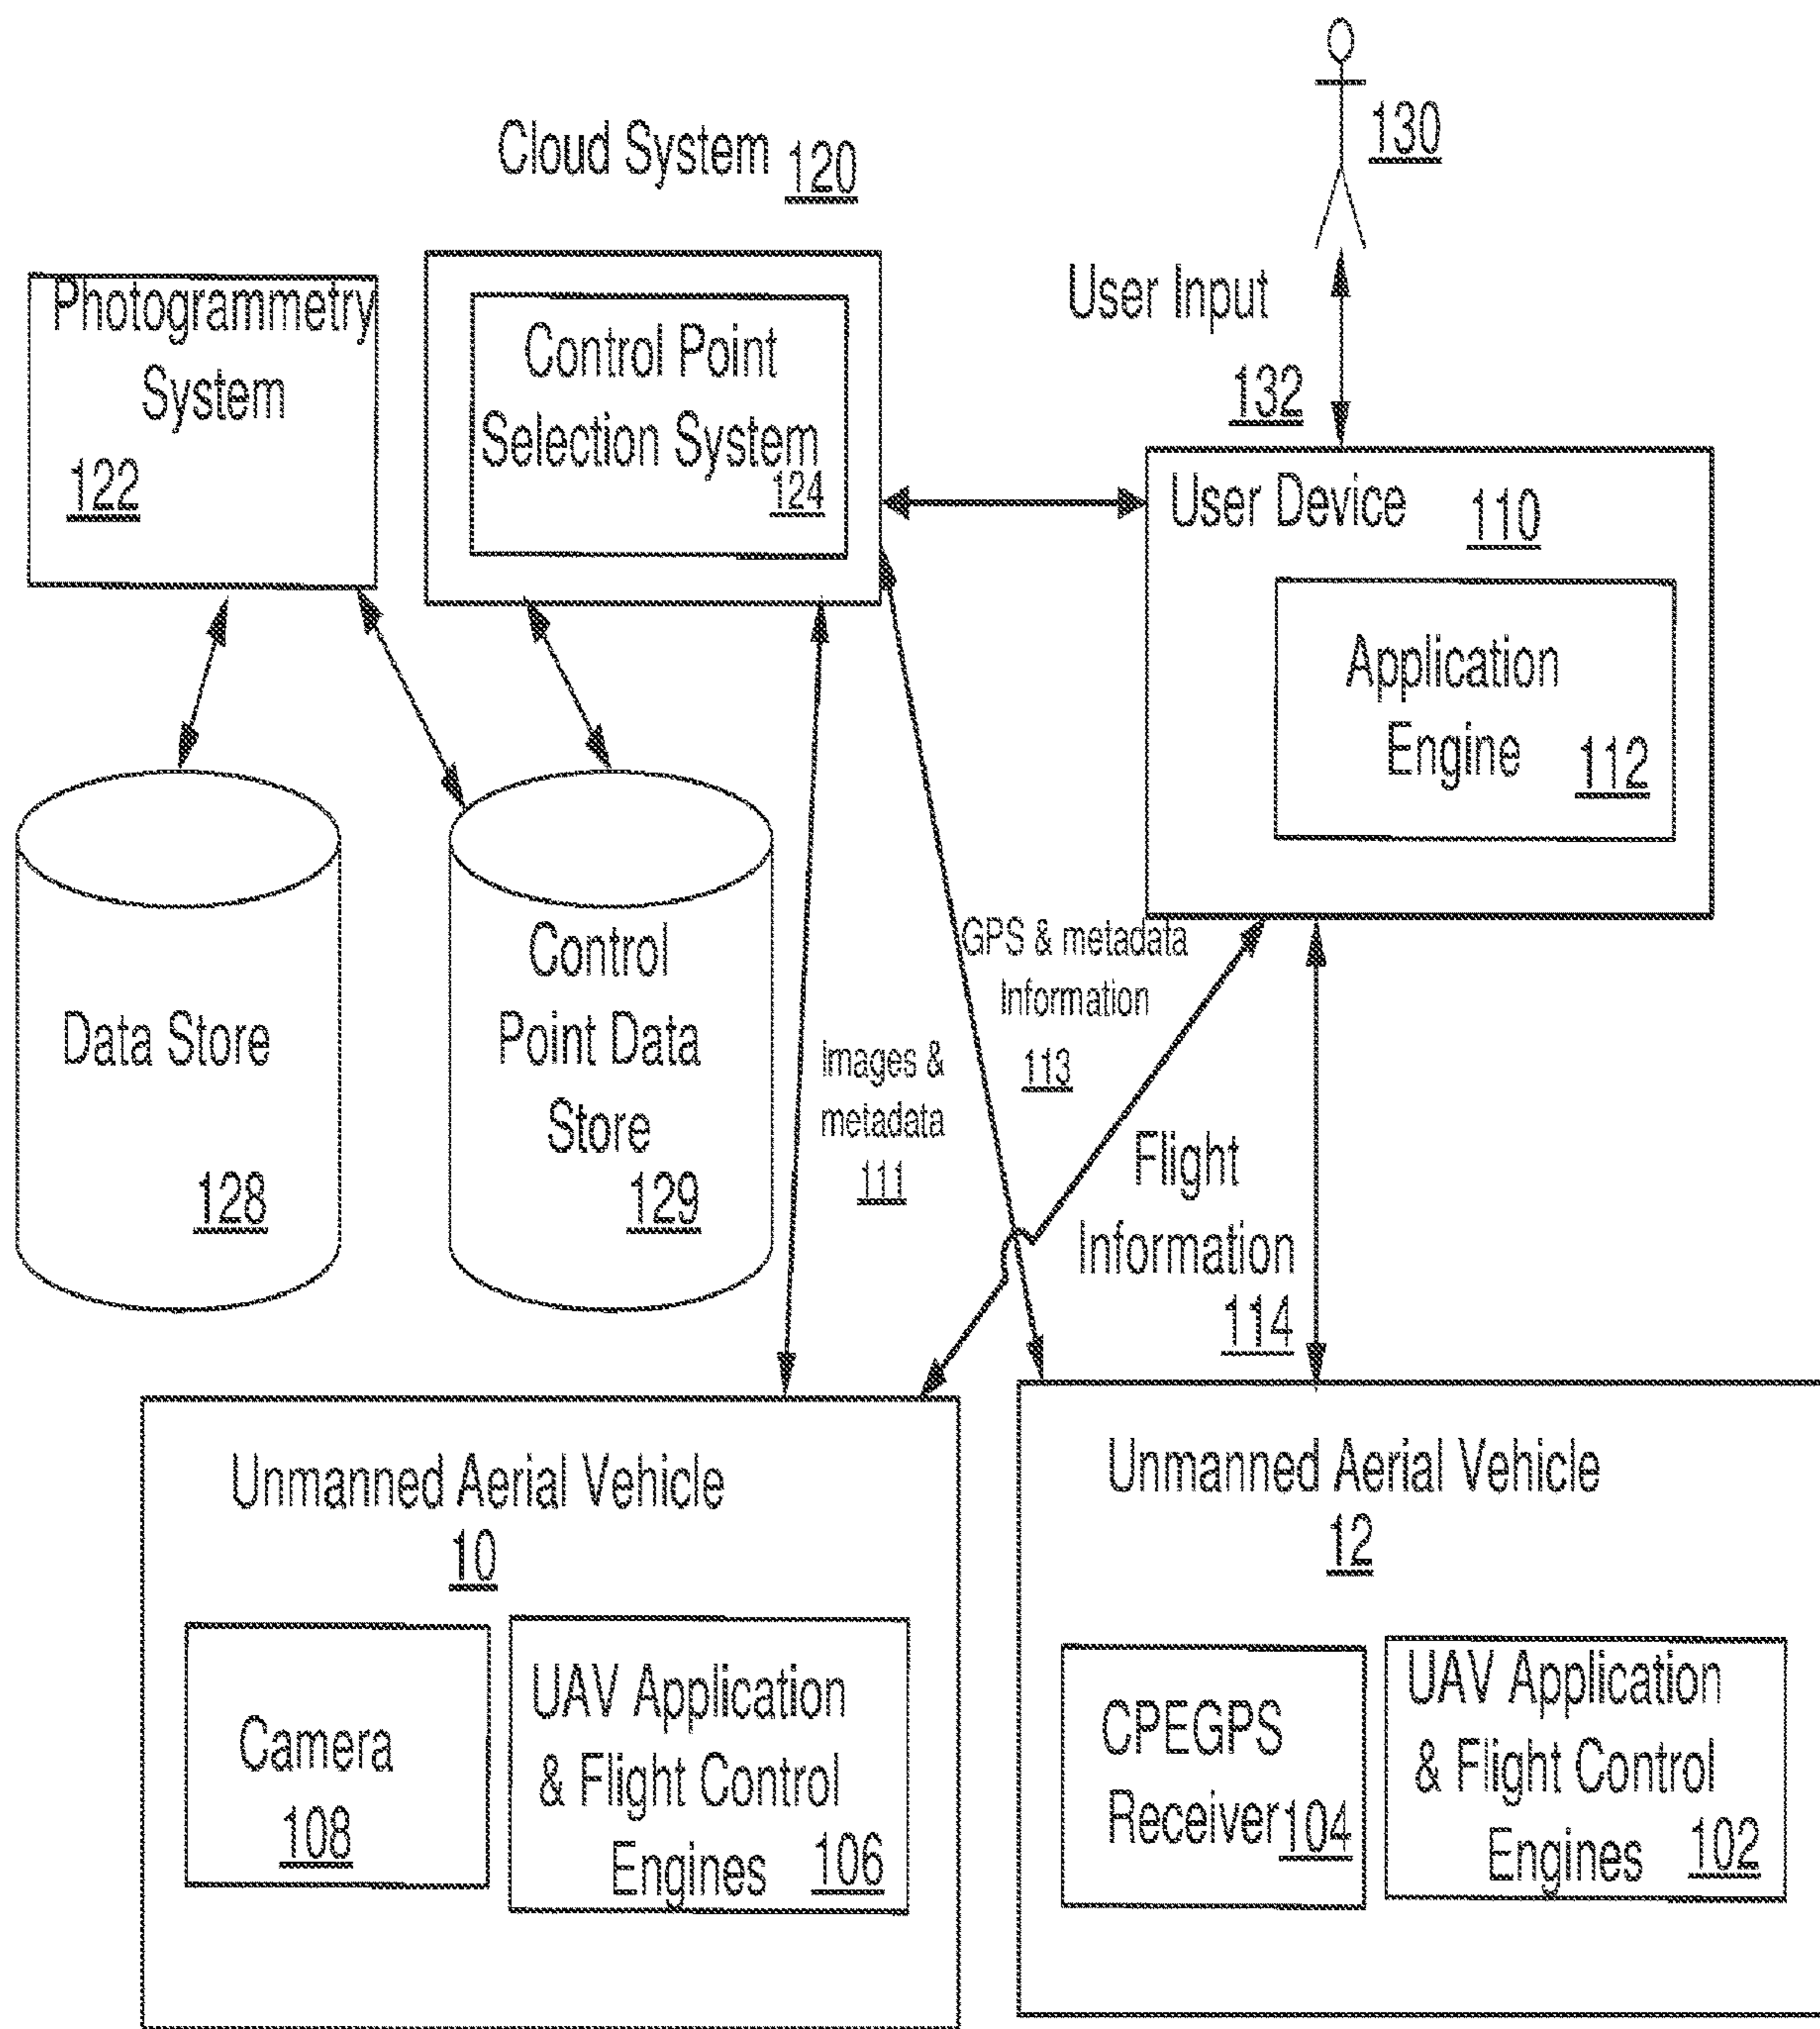 130
Cloud System 120
User Input
132
Photogrammetry
System
122
Control Point
Selection System
124
User Device 110
Application
Engine 112
Data Store
128
Control
Point Data
Store
129
images &
metadata
111
GPS & metadata
Information
113
Flight
Information
114
Unmanned Aerial Vehicle
10
Camera
108
UAV Application
& Flight Control
Engines 106
Unmanned Aerial Vehicle
12
CPEGPS
Receiver 104
UAV Application
& Flight Control
Engines 102